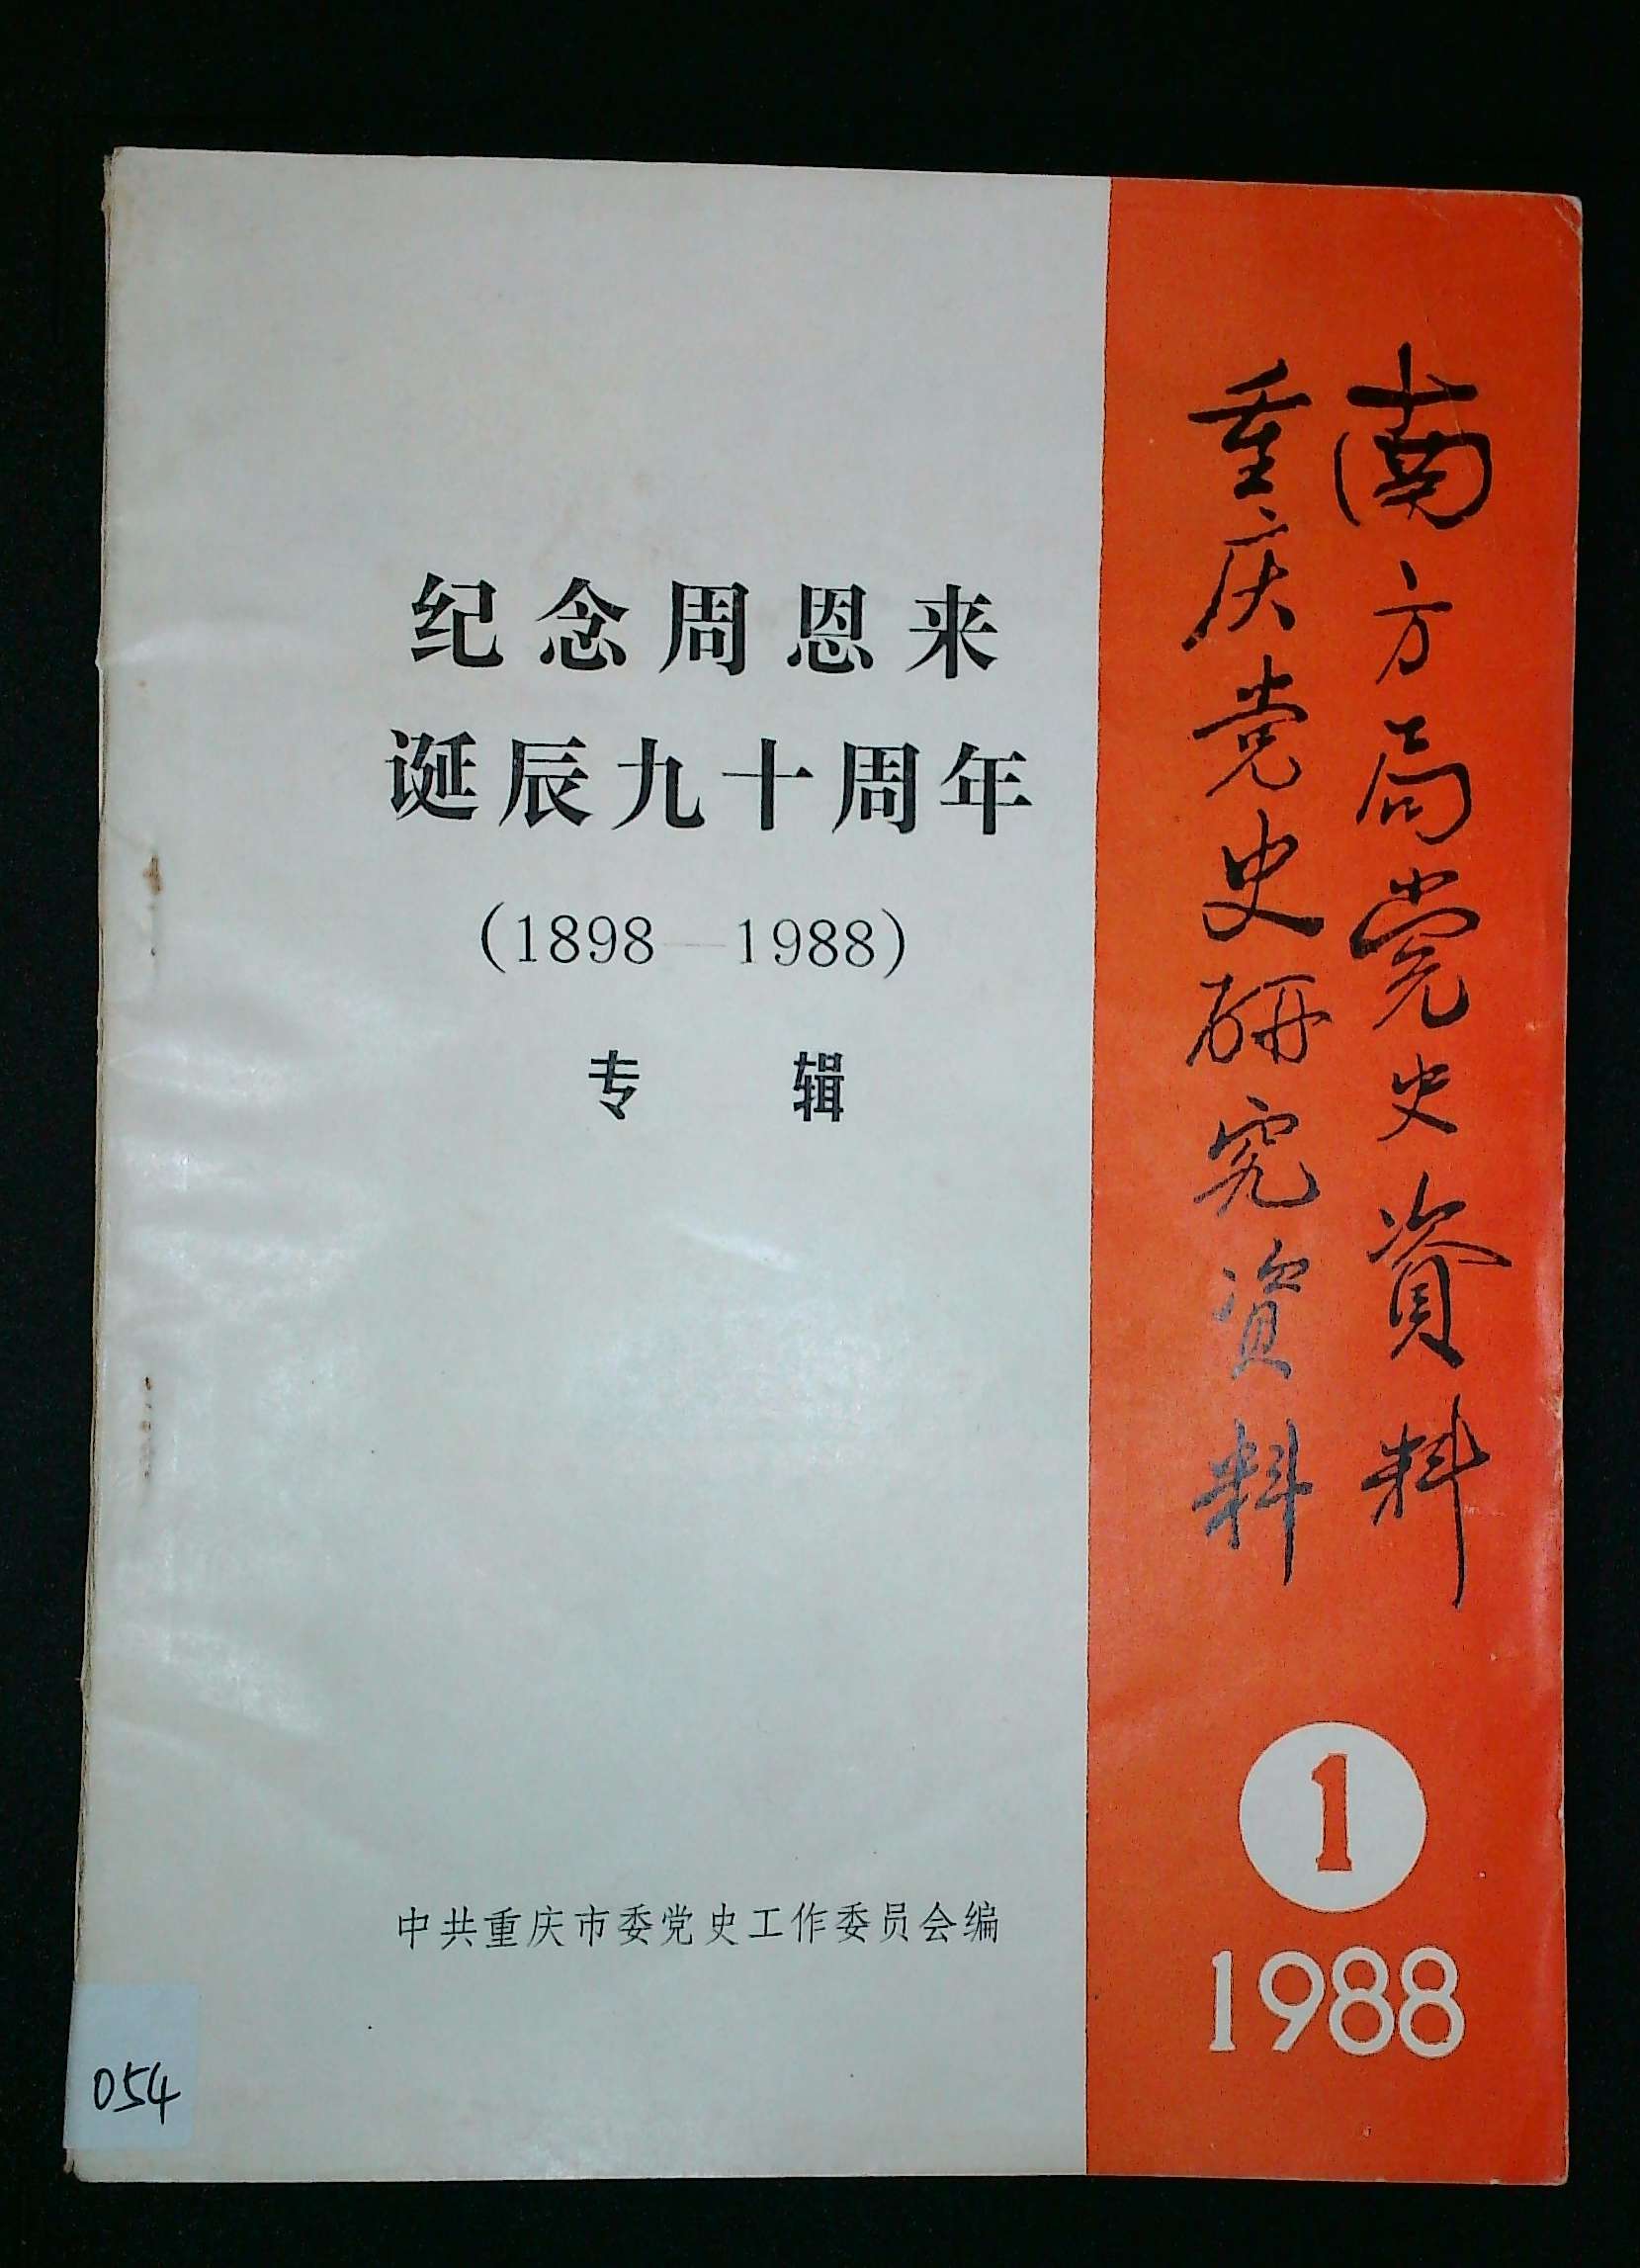 纪念周恩来
诞辰九十周年
(1898—1988)
专 辑
中共重庆市委党史工作委员会编
南方局党史資料
重庆党史研究資料
1
1988
054